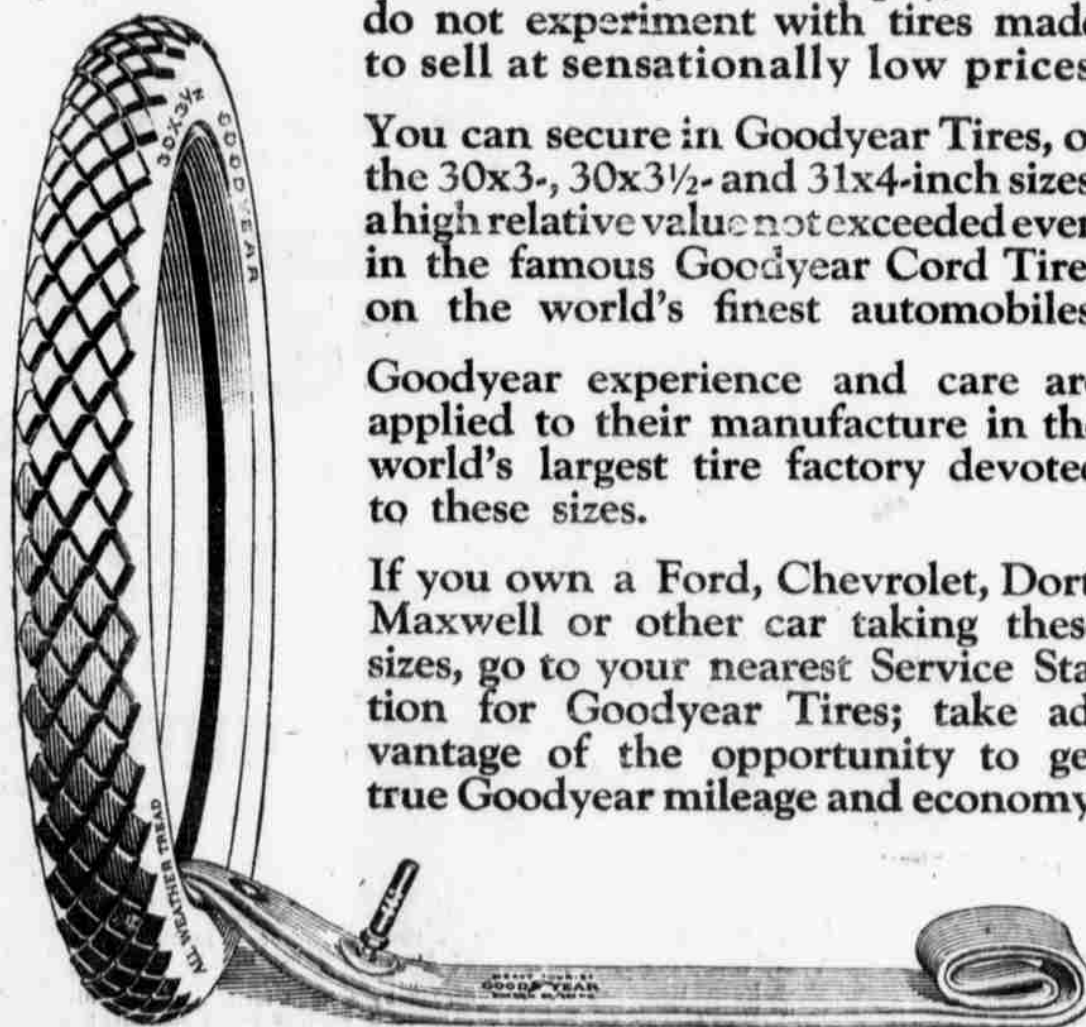 do not experiment with tires made
to sell at sensationally low prices
You can secure in Goodyear Tires, o
the 30x3-, 30x3½- and 31x4-inch sizes
a high relative value not exceeded ever
in the famous Goodyear Cord Tire
on the world's finest automobiles
Goodyear experience and care ar
applied to their manufacture in the
world's largest tire factory devoted
to these sizes.
If you own a Ford, Chevrolet, Dort
Maxwell or other car taking thes
sizes, go to your nearest Service Sta
tion for Goodyear Tires; take ad
vantage of the opportunity to ge
true Goodyear mileage and economy
30X3½
GOODYEAR
ALL WEATHER TREAD
GOODYEAR